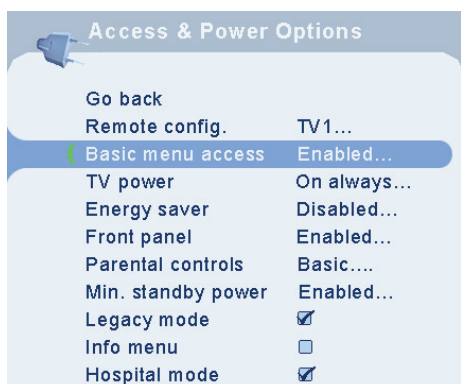 Access & Power Options
Go back
Remote config. TV1...
Basic menu access Enabled...
TV power On always...
Energy saver Disabled...
Front panel Enabled...
Parental controls Basic....
Min. standby power Enabled...
Legacy mode
Info menu
Hospital mode